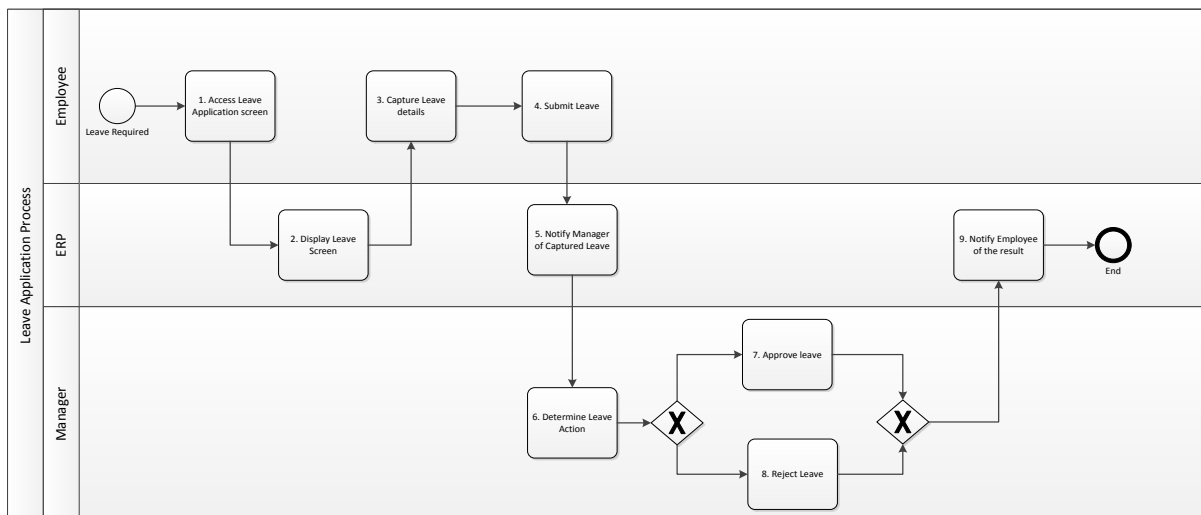 Leave Application Process
Employee
Leave Required
1. Access Leave
Application screen
3. Capture Leave
details
4. Submit Leave
ERP
2. Display Leave
Screen
5. Notify Manager
of Captured Leave
9. Notify Employee
of the result
End
Manager
6. Determine Leave
Action
X
7. Approve leave
8. Reject Leave
X